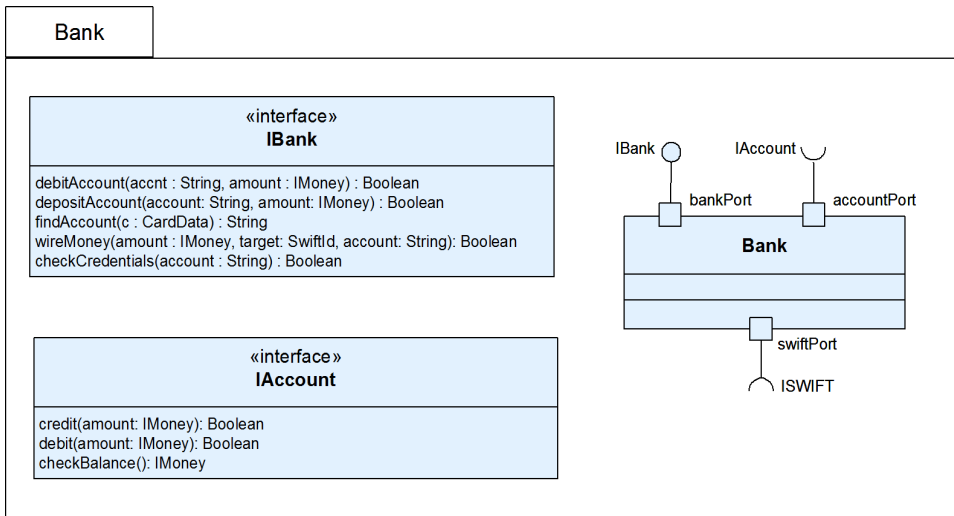 Bank
«interface»
IBank
debitAccount(accnt : String, amount : IMoney) : Boolean
depositAccount(account: String, amount: IMoney) : Boolean
findAccount(c : CardData) : String
wireMoney(amount : IMoney, target: SwiftId, account: String): Boolean
checkCredentials(account : String) : Boolean
«interface»
IAccount
credit(amount: IMoney): Boolean
debit(amount: IMoney): Boolean
checkBalance(): IMoney
IBank
IAccount
bankPort
accountPort
Bank
swiftPort
ISWIFT